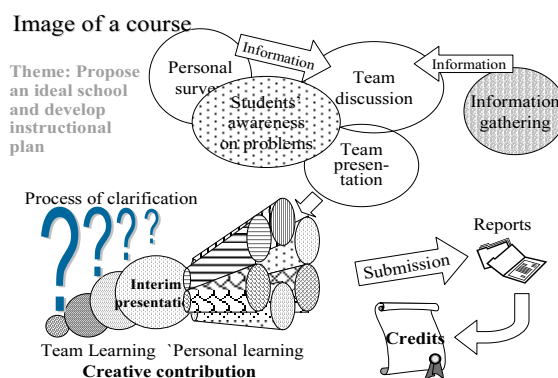 Image of a course
Theme: Propose
an ideal school
and develop
instructional
plan
Personal
surve
Information
Team
discussion
Information
Information
gathering
Students'
awareness
on problems
Team
presen-
tation
Process of clarification
? ? ? ?
Interim
presentatio
Team Learning `Personal learning
Creative contribution
Submission
Reports
Credits